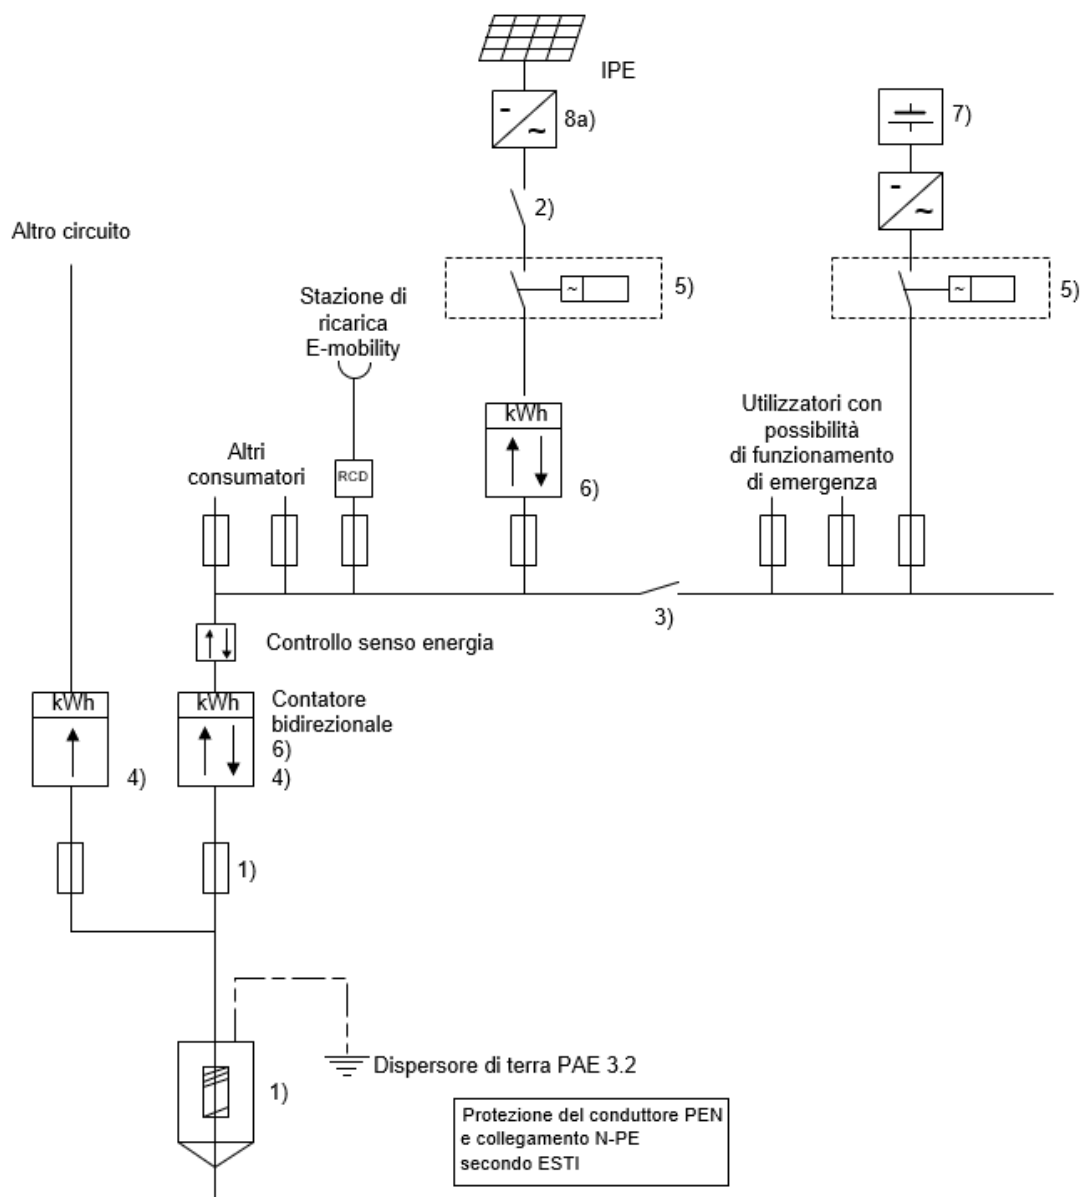 IPE
8a)
7)
2)
Altro circuito
5)
5)
Stazione di
ricarica
E-mobility
kWh
Utilizzatori con
possibilità
di funzionamento
di emergenza
Altri
consumatori
RCD
6)
3)
Controllo senso energia
kWh
kWh
Contatore
bidirezionale
6)
4)
4)
1)
Dispersore di terra PAE 3.2
1)
Protezione del conduttore PEN
e collegamento N-PE
secondo ESTI